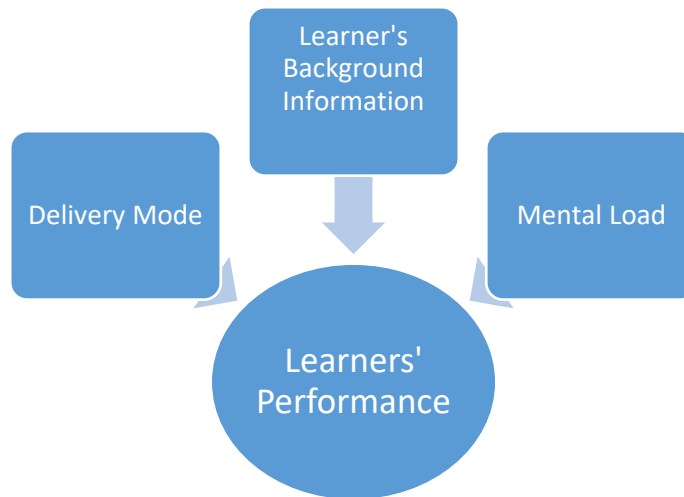 Learner's
Background
Information
Delivery Mode
Mental Load
Learners'
Performance